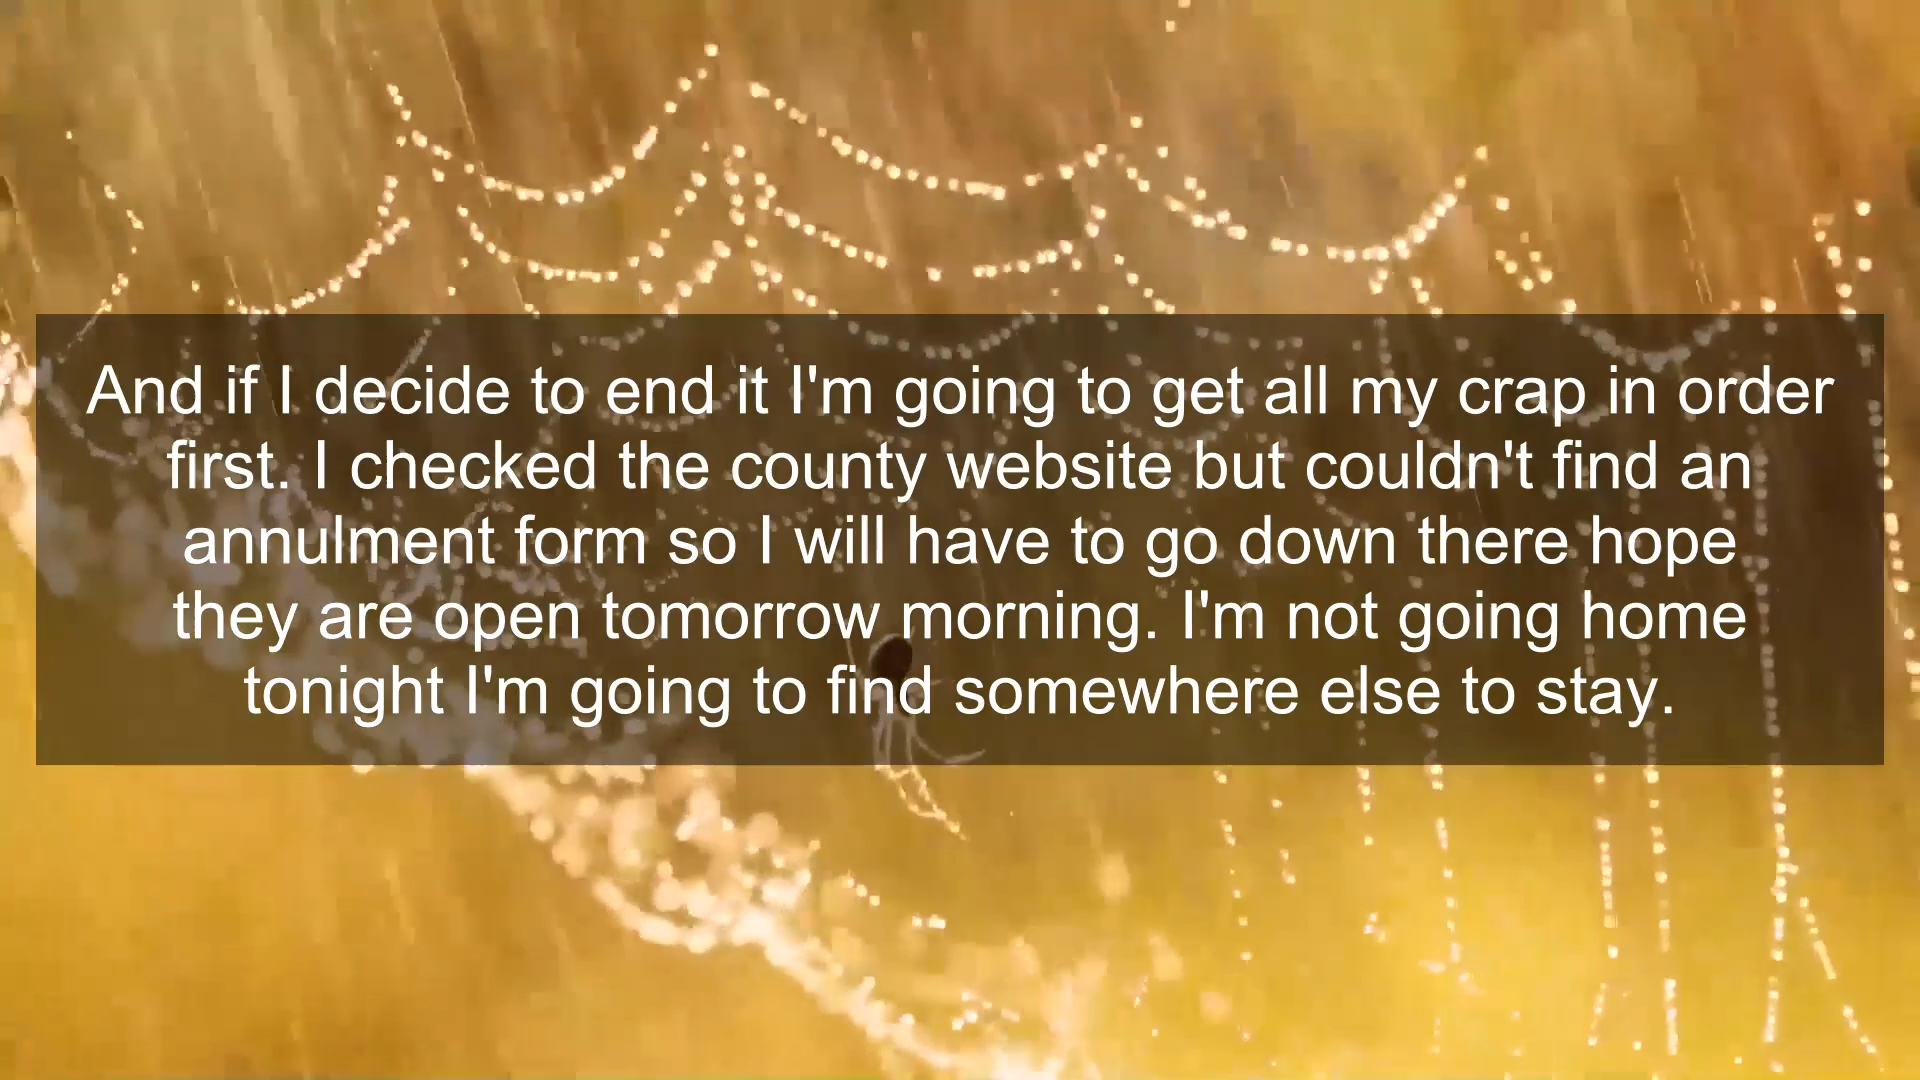 And if I decide to end it I'm going to get all my crap in order
first. I checked the county website but couldn't find an
annulment form so I will have to go down there hope
they are open tomorrow morning. I'm not going home
tonight I'm going to find somewhere else to stay.